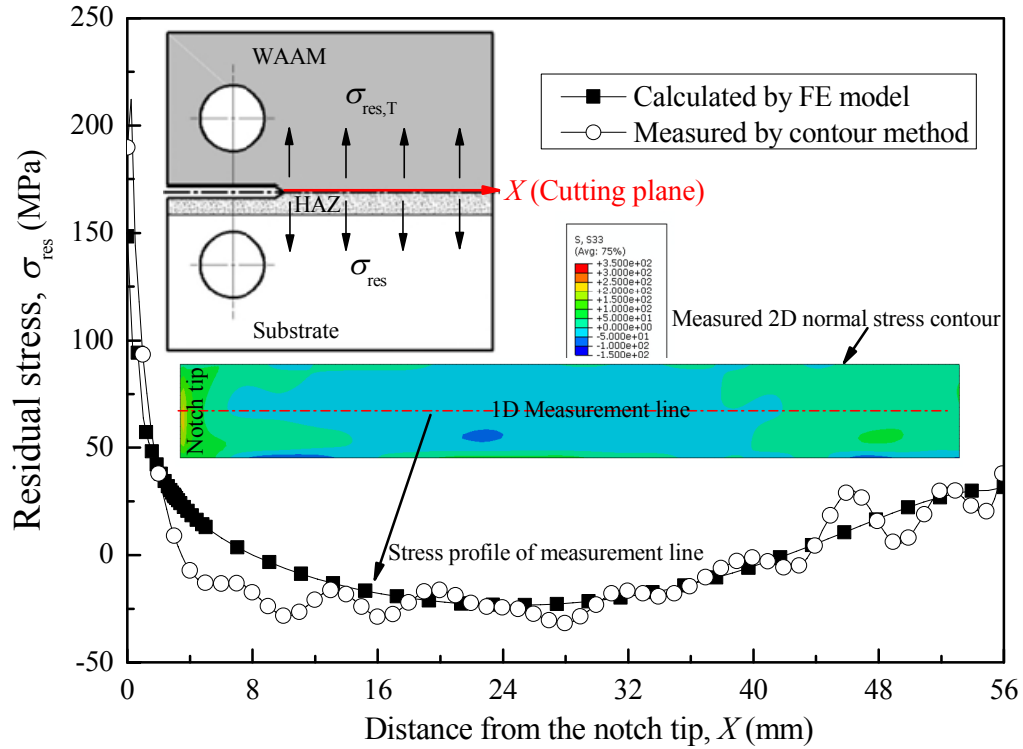 250
200
150
100
50
0
-50
Residual stress, σres (MPa)
WAAM
σres,T
X (Cutting plane)
HAZ
σres
Substrate
Calculated by FE model
Measured by contour method
S, S33
(Avg: 75%)
+3.500e+02
+3.000e+02
+2.500e+02
+2.000e+02
+1.500e+02
+1.000e+02
+5.000e+01
+0.000e+00
-5.000e+01
-1.000e+02
-1.500e+02
Measured 2D normal stress contour
Notch tip
1D Measurement line
Stress profile of measurement line
0 8 16 24 32 40 48 56
Distance from the notch tip, X (mm)